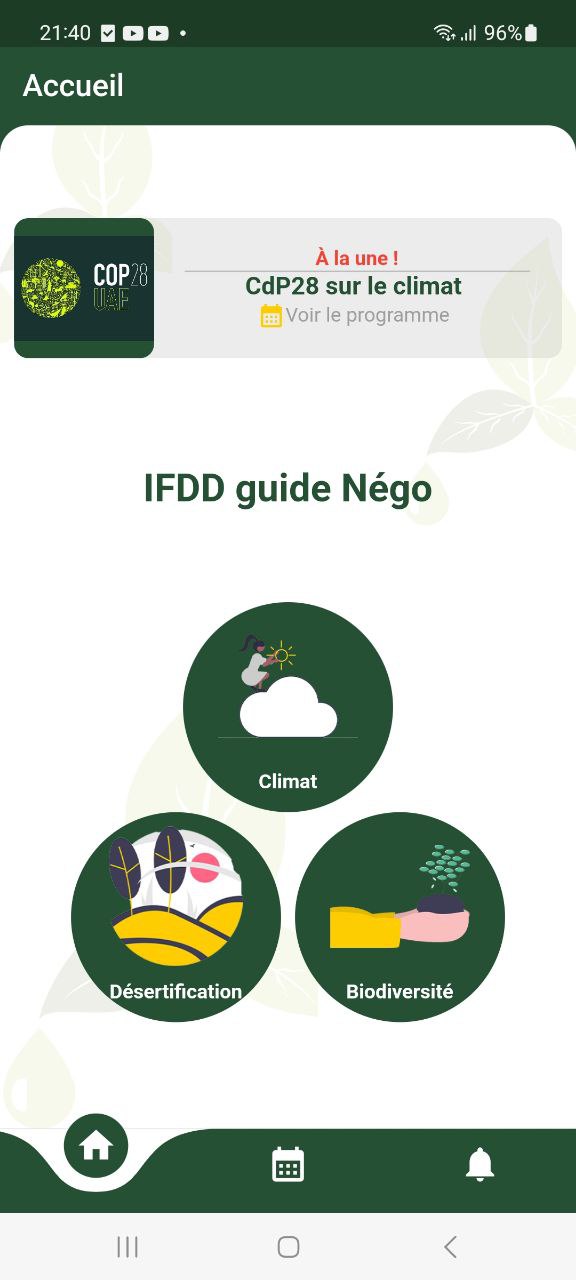 21:40
96%
Accueil
À la une !
COP28
UAE
CdP28 sur le climat
Voir le programme
IFDD guide Négo
Climat
Désertification
Biodiversité